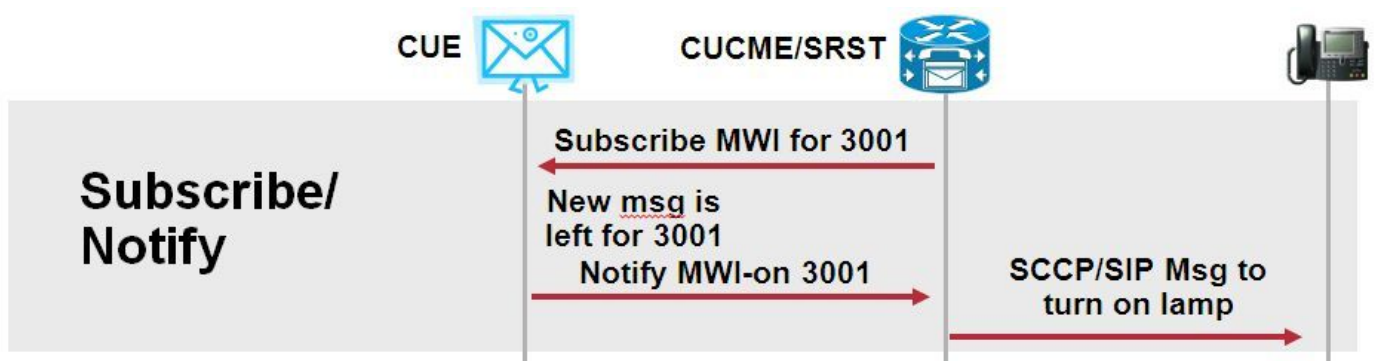 CUE
CUCME/SRST
Subscribe/
Notify
Subscribe MWI for 3001
New msg is
left for 3001
Notify MWI-on 3001
SCCP/SIP Msg to
turn on lamp